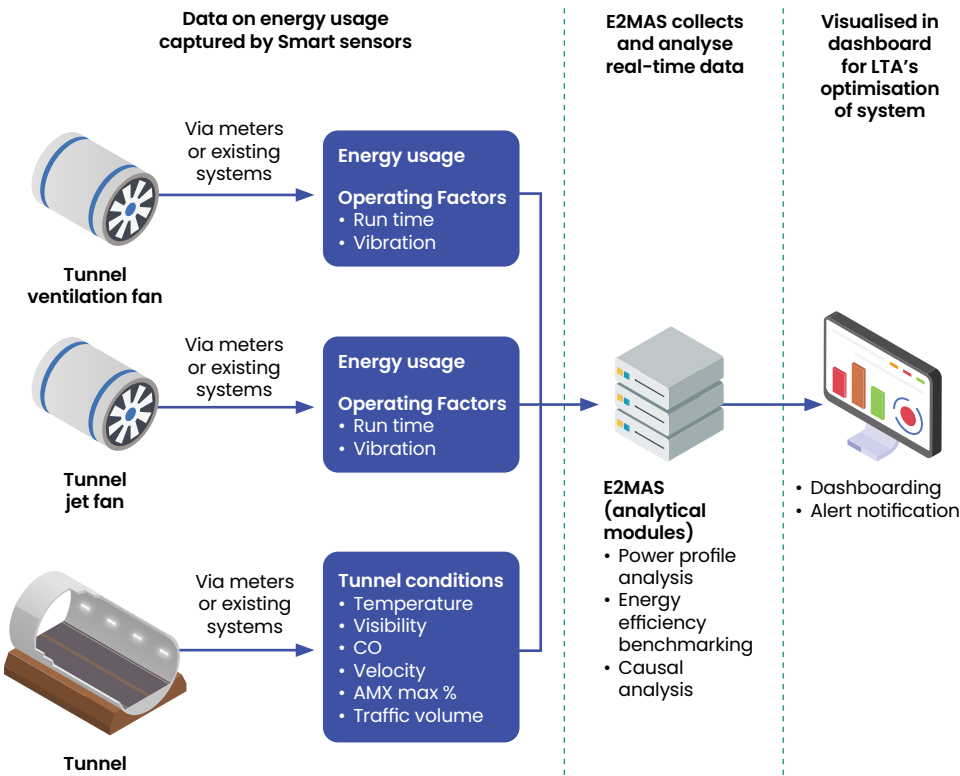 Data on energy usage
captured by Smart sensors
E2MAS collects
and analyse
real-time data
Visualised in
dashboard
for LTA's
optimisation
of system
Via meters
or existing
systems
Energy usage
Operating Factors
• Run time
• Vibration
Tunnel
ventilation fan
Via meters
or existing
systems
Energy usage
Operating Factors
• Run time
• Vibration
Tunnel
jet fan
E2MAS
(analytical
modules)
• Power profile
analysis
• Energy
efficiency
benchmarking
• Causal
analysis
• Dashboarding
• Alert notification
Via meters
or existing
systems
Tunnel conditions
• Temperature
• Visibility
• CO
• Velocity
• AMX max %
• Traffic volume
Tunnel